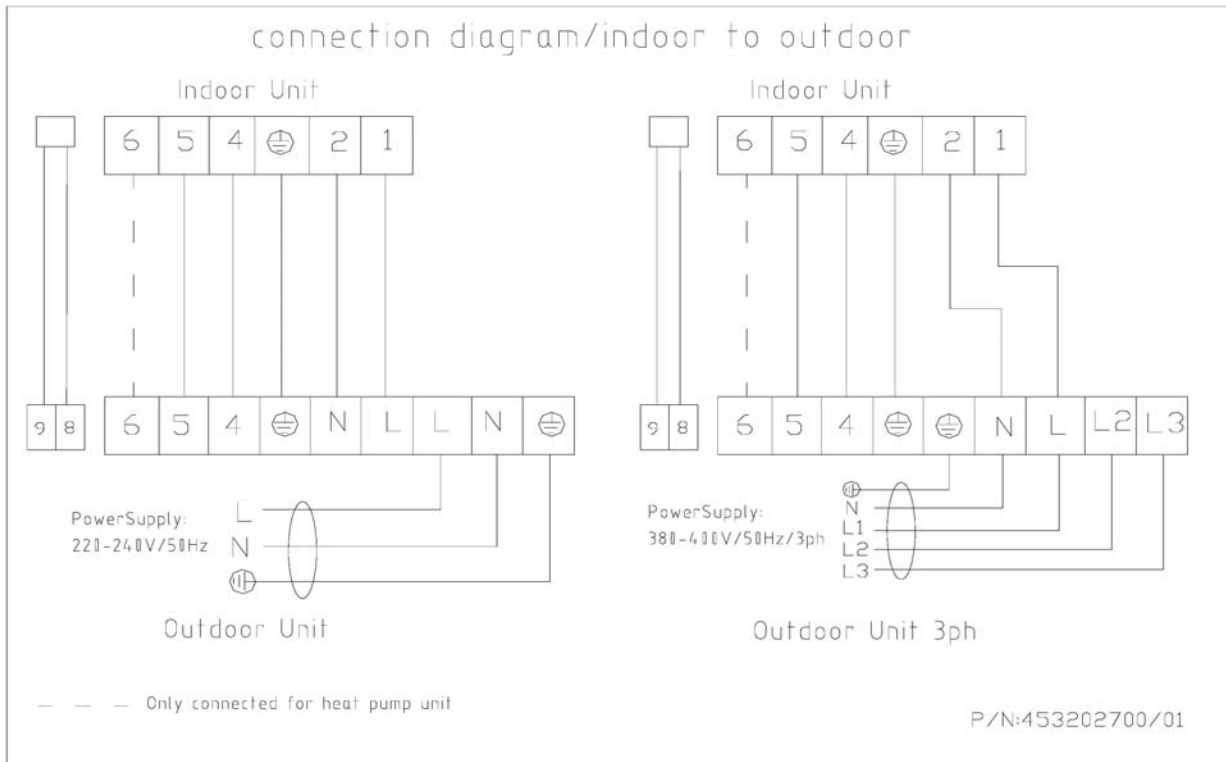 connection diagram/indoor to outdoor
Indoor Unit
6 5 4 2 1
9 8
6 5 4 N L L N
PowerSupply:
220-240V/50Hz
L
N
Outdoor Unit
Indoor Unit
6 5 4 2 1
9 8
6 5 4 N L L2 L3
PowerSupply:
380-400V/50Hz/3ph
N
L1
L2
L3
Outdoor Unit 3ph
Only connected for heat pump unit
P/N:453202700/01